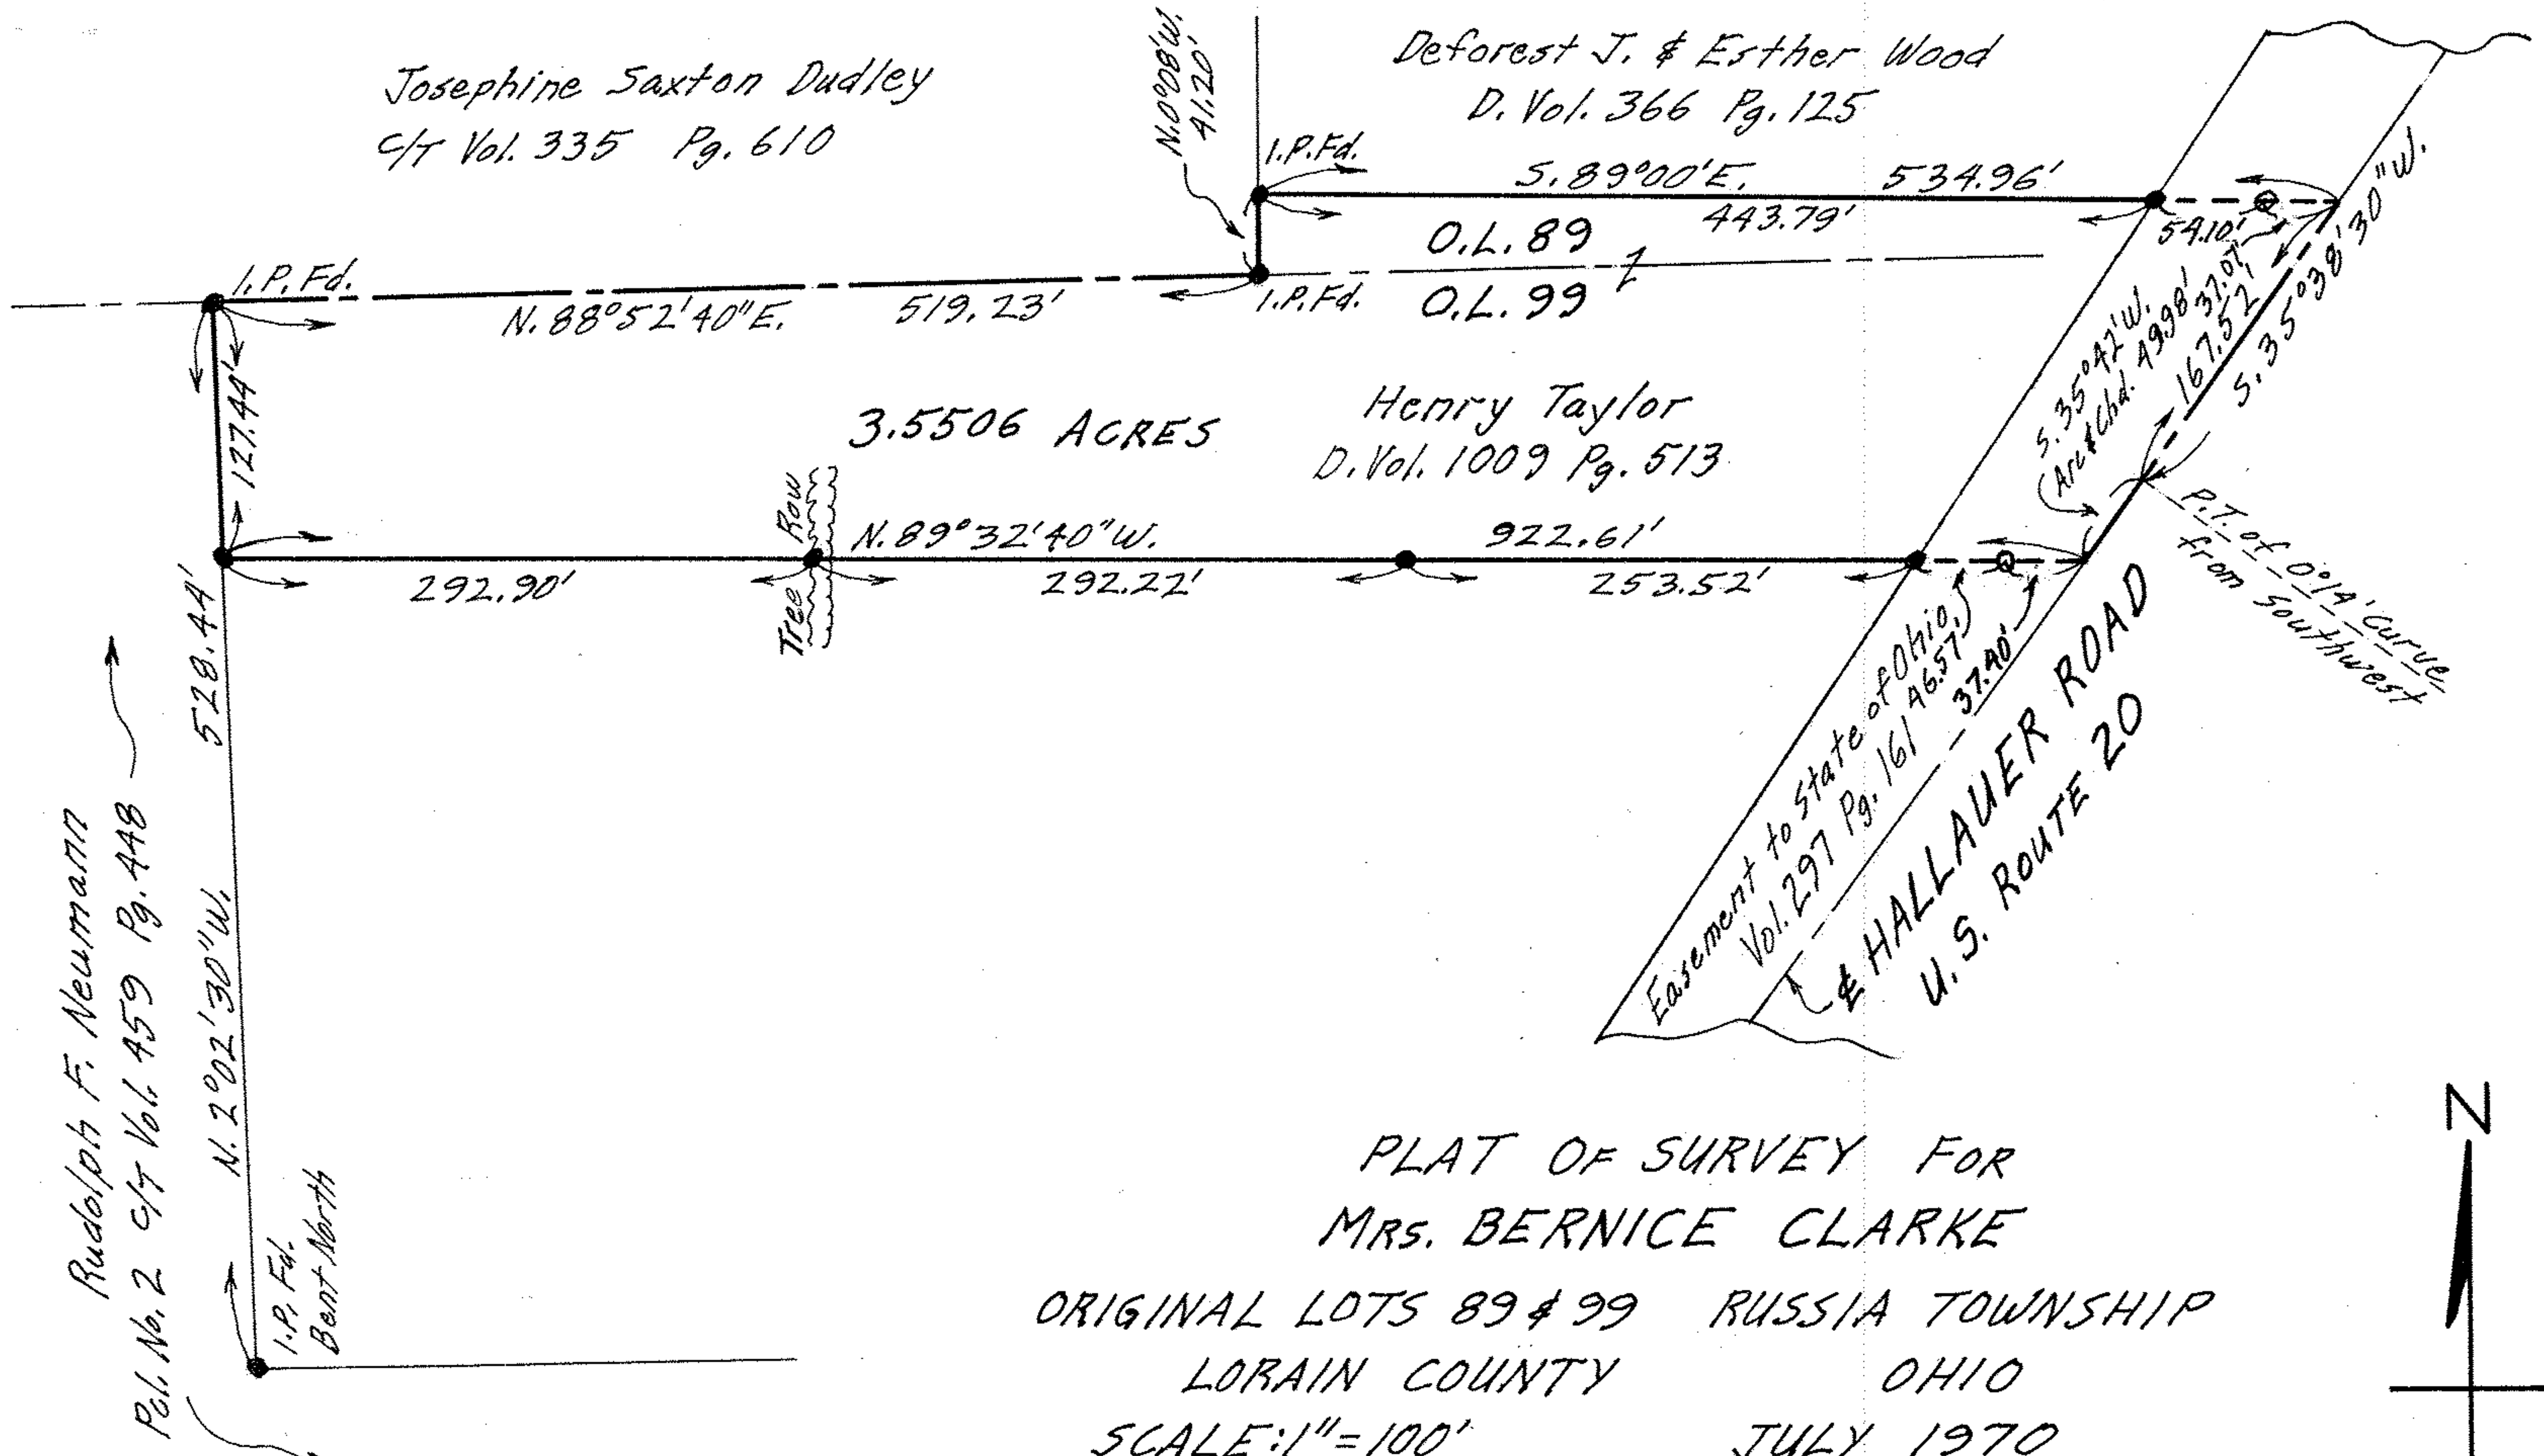 Josephine Saxton Dudley
C/T Vol. 335 Pg. 610
N.0°08'W.
41.20'
Deforest J. & Esther Wood
D. Vol. 366 Pg. 125
I.P.Fd.
S.89°00'E. 534.96'
443.79'
54.10'
37.07'
O.L.89
O.L.99
I.P.Fd.
I.P.Fd.
N.88°52'40"E. 519.23'
127.44'
3.5506 ACRES
Henry Taylor
D.Vol.1009 Pg.513
S.35°42'W.
Arc & Chd. 49.98'
167.52'
S.35°38'30"W.
P.T. of 0°14' Curve
from Southwest
Tree Row
N.89°32'40"W. 922.61'
292.90'
292.22'
253.52'
46.57'
37.40'
Easement to State of Ohio
Vol.297 Pg.161
℄ HALLAUER ROAD
U.S. ROUTE 20
528.44'
N.2°02'30"W.
Rudolph F. Neumann
Pcl. No. 2 C/T Vol. 459 Pg. 448
I.P.Fd.
Bent North
PLAT OF SURVEY FOR
MRS. BERNICE CLARKE
ORIGINAL LOTS 89 & 99 RUSSIA TOWNSHIP
LORAIN COUNTY OHIO
SCALE: 1"=100' JULY 1970
N